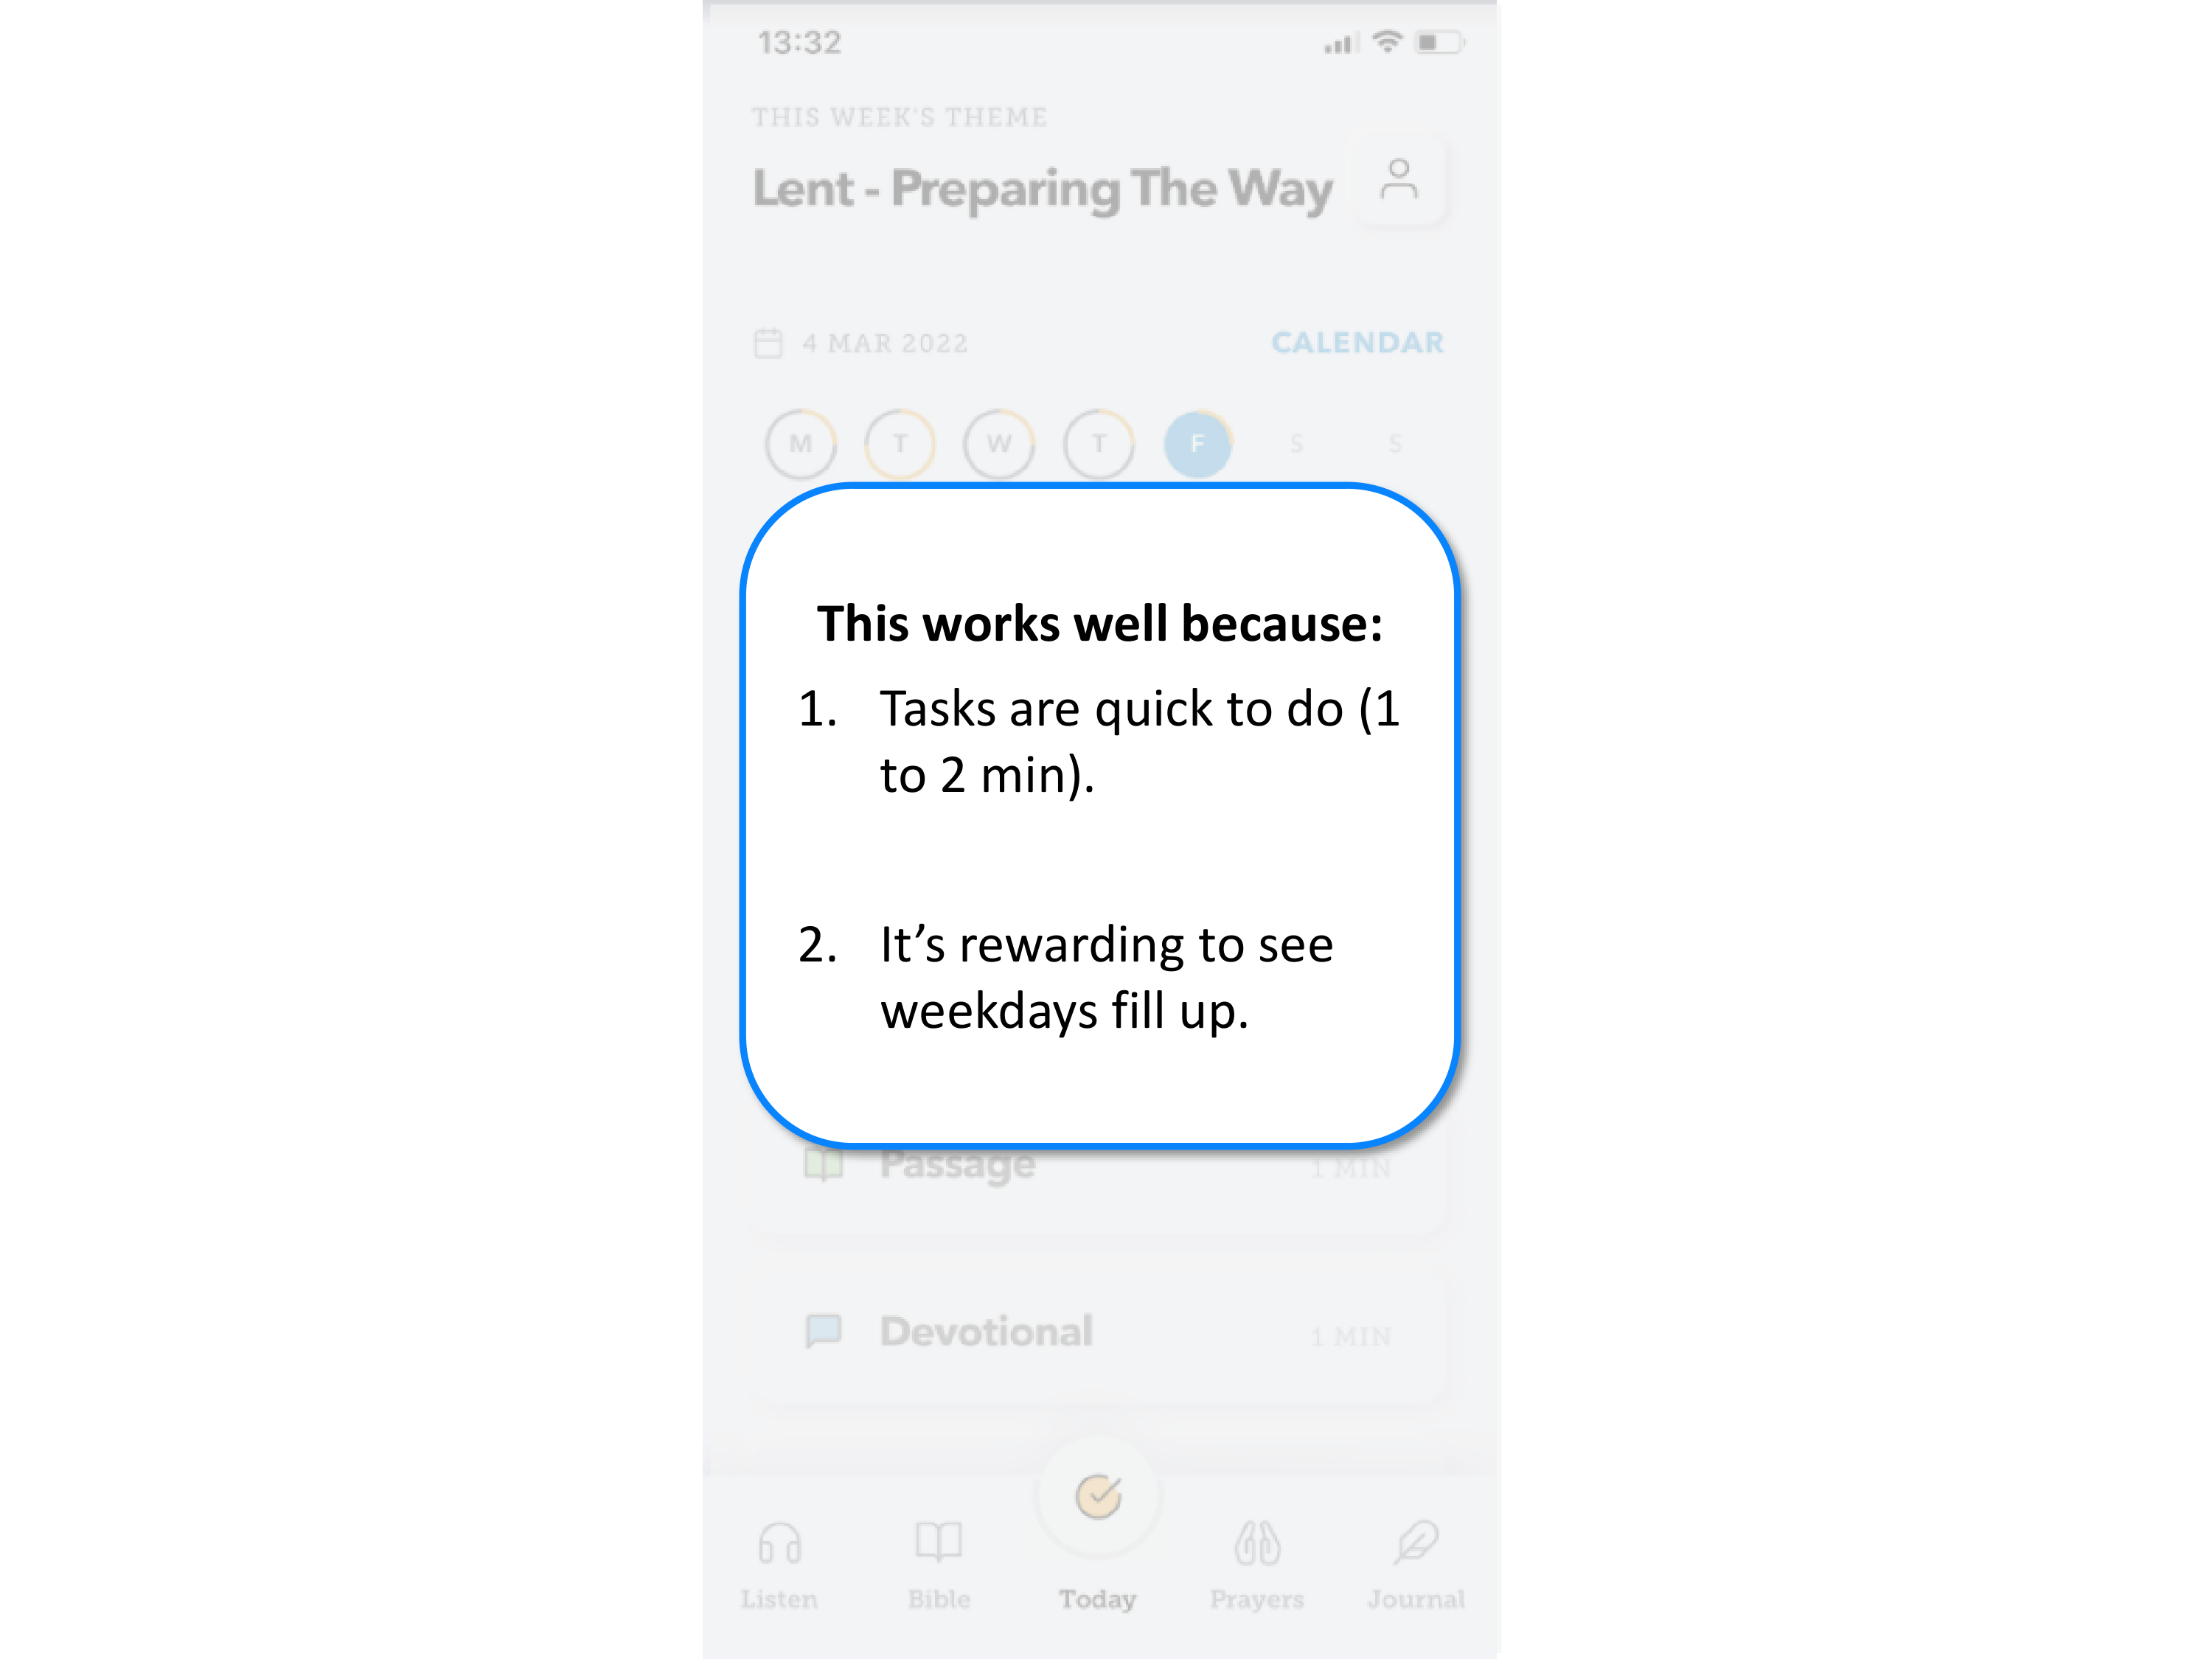 13:32
THIS WEEK'S THEME
Lent - Preparing The Way
4 MAR 2022 CALENDAR
M T W T F S S
This works well because:
1. Tasks are quick to do (1
to 2 min).
2. It’s rewarding to see
weekdays fill up.
Passage 1 MIN
Devotional 1 MIN
Listen Bible Today Prayers Journal